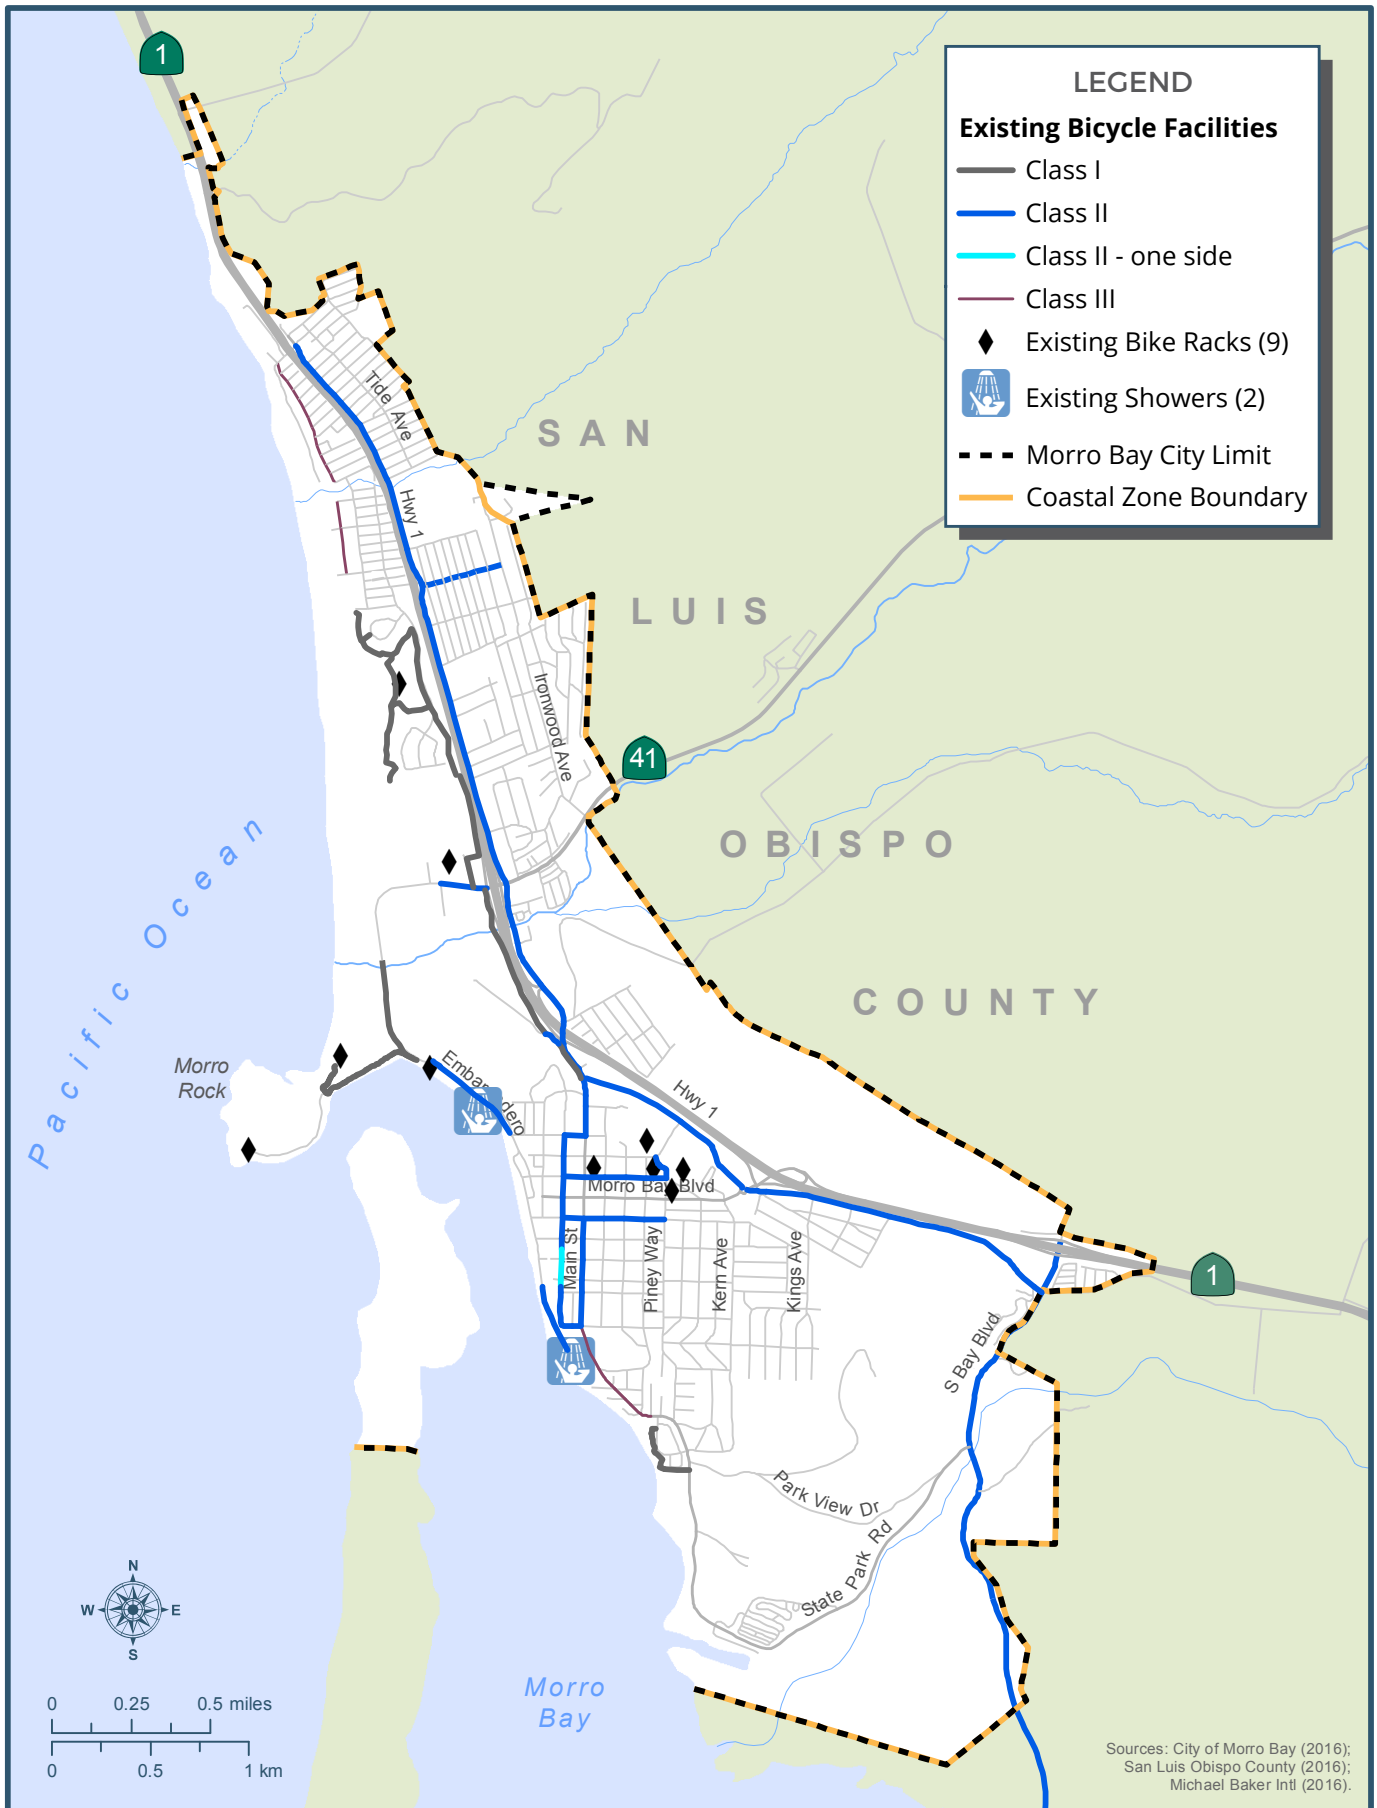 1
LEGEND
Existing Bicycle Facilities
Class I
Class II
Class II - one side
Class III
Existing Bike Racks (9)
Existing Showers (2)
Morro Bay City Limit
Coastal Zone Boundary
Tide Ave
SAN
Hwy 1
LUIS
Ironwood Ave
41
OBISPO
Pacific Ocean
COUNTY
Morro
Rock
Embarcadero
Hwy 1
Morro Bay Blvd
Main St
Piney Way
Kern Ave
Kings Ave
1
S Bay Blvd
Park View Dr
State Park Rd
N
W
E
S
Morro
Bay
0 0.25 0.5 miles
0 0.5 1 km
Sources: City of Morro Bay (2016);
San Luis Obispo County (2016);
Michael Baker Intl (2016).